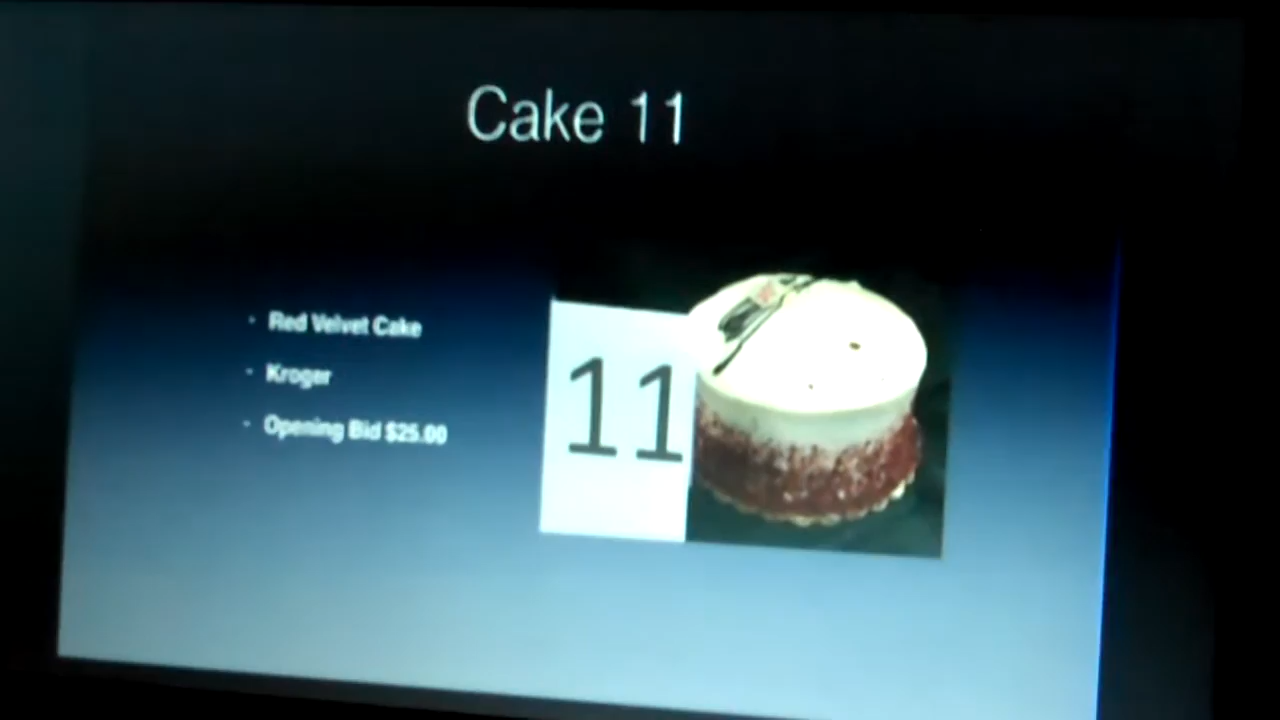 Cake 11
Red Velvet Cake
Kroger
Opening Bid $25.00
11